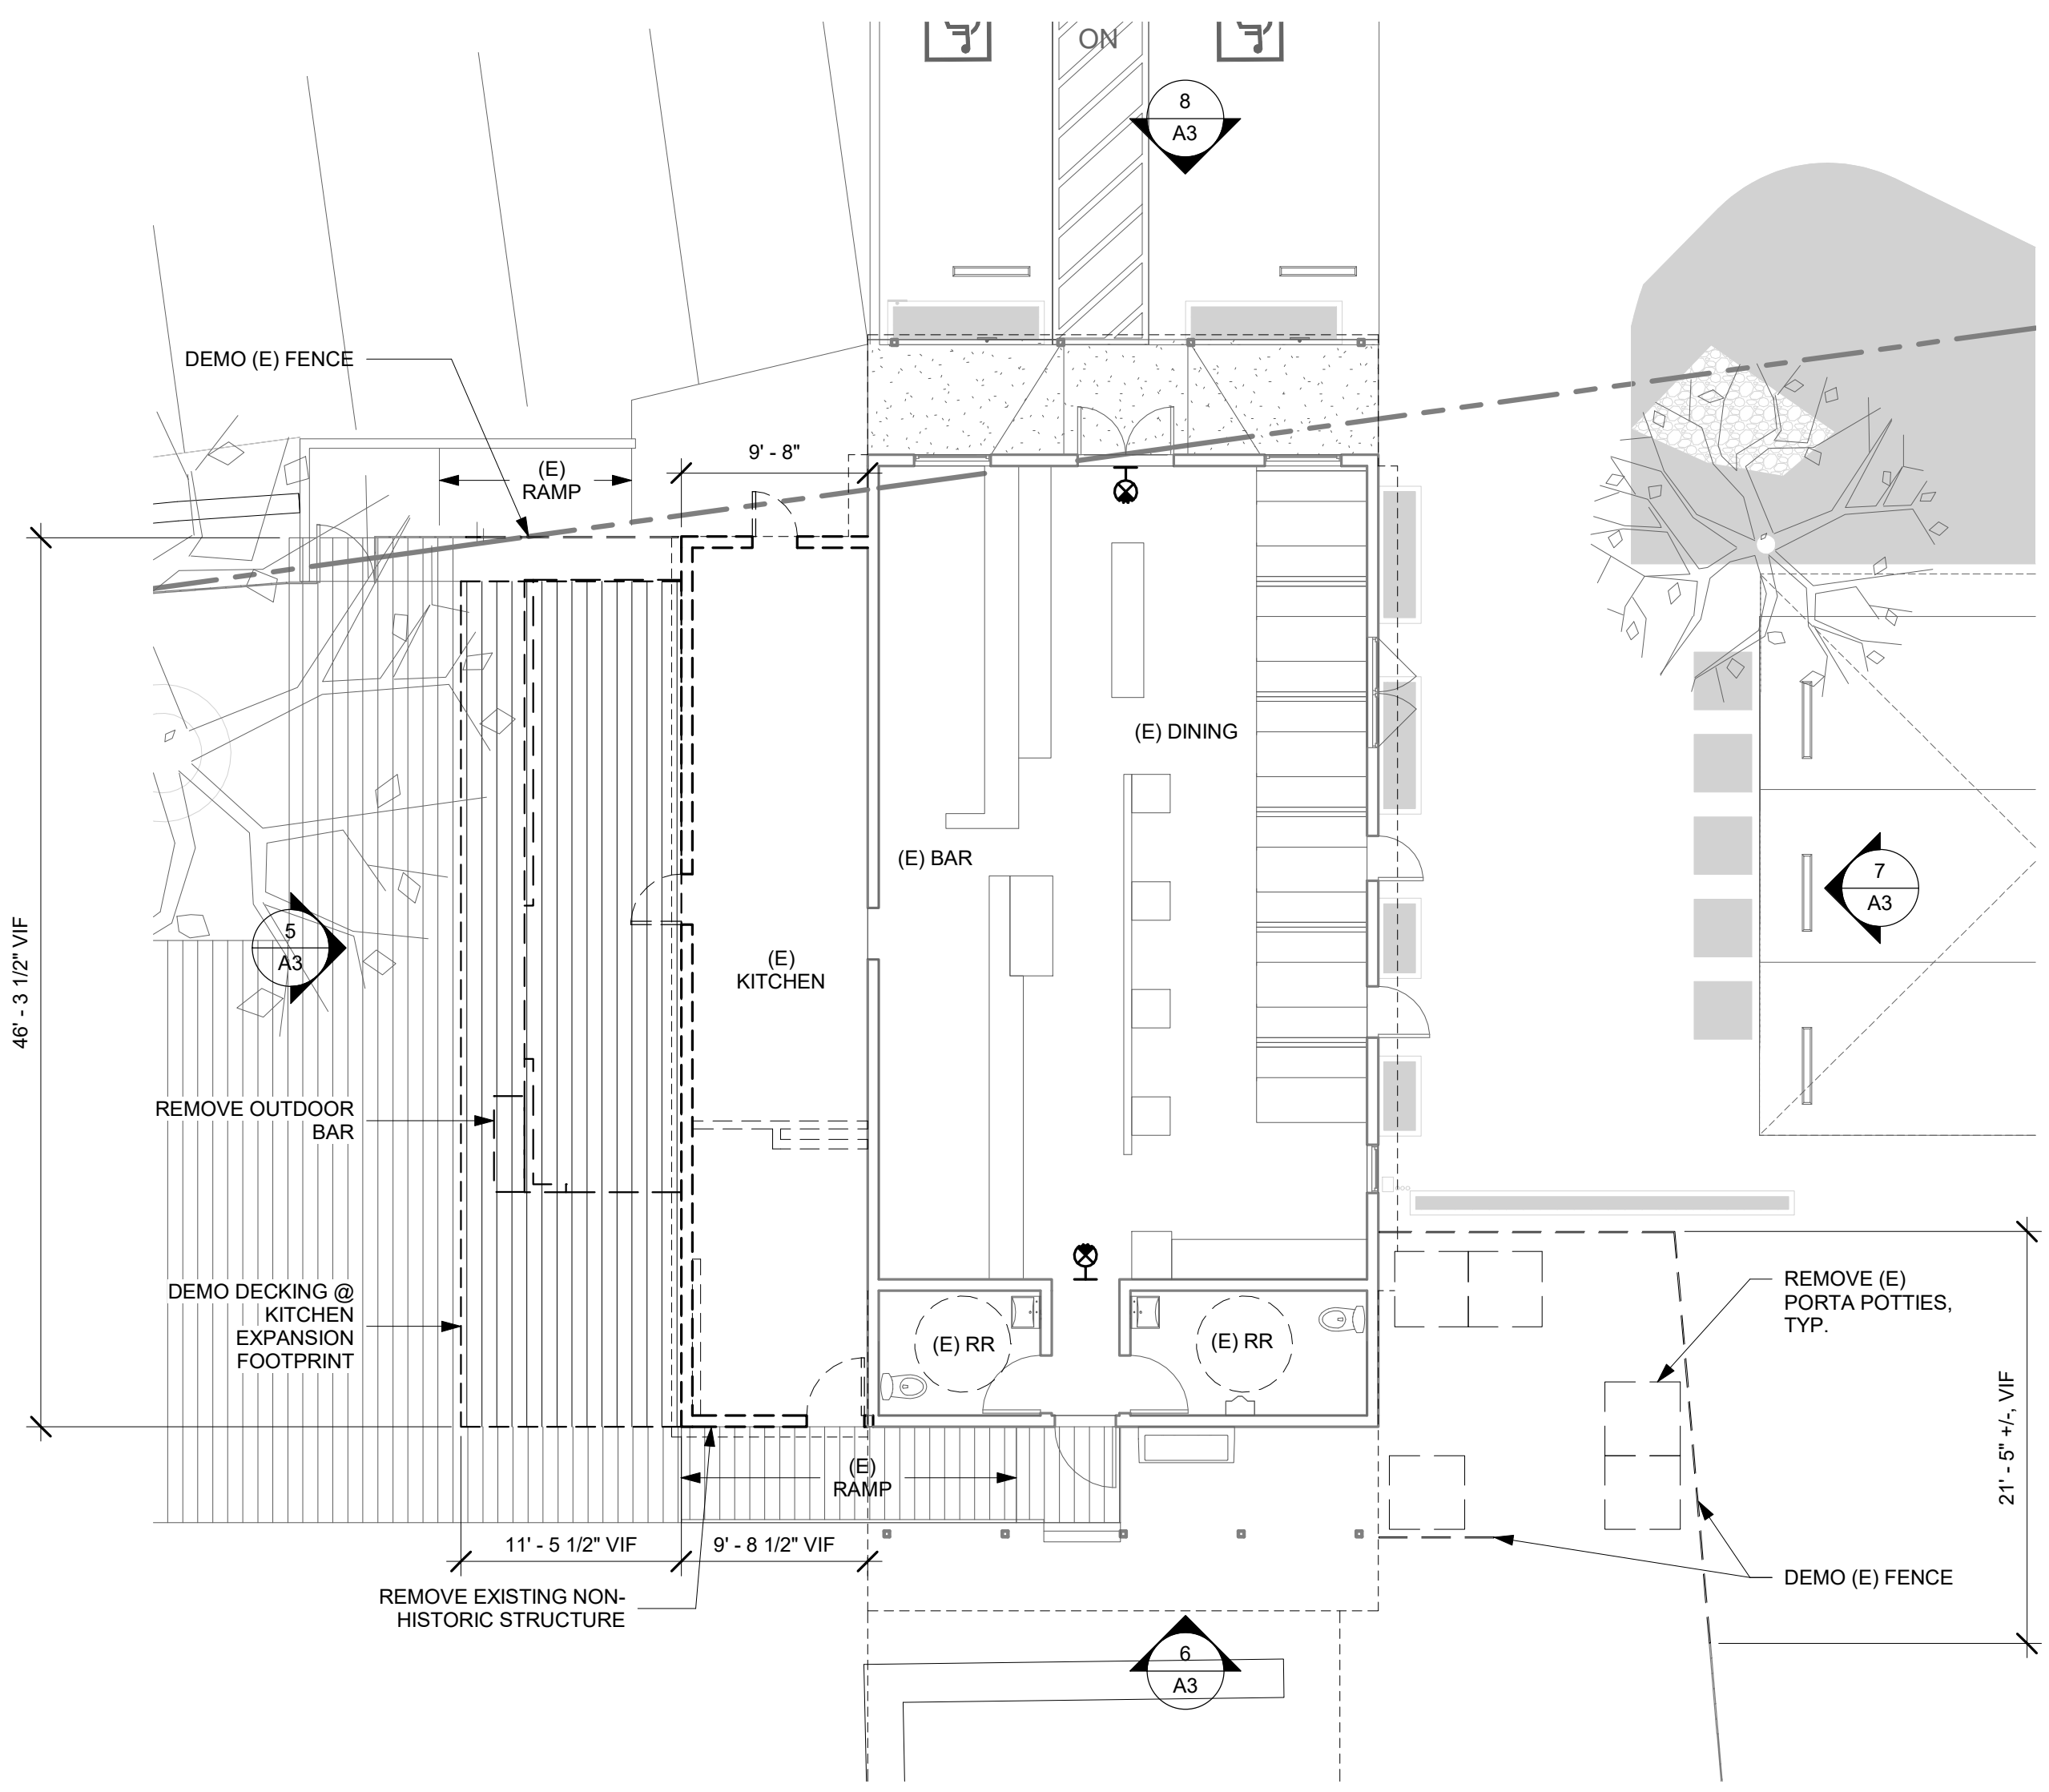 ON
8
A3
DEMO (E) FENCE
(E)
RAMP
9' - 8"
(E) DINING
(E) BAR
7
A3
5
A3
46' - 3 1/2" VIF
(E)
KITCHEN
REMOVE OUTDOOR
BAR
DEMO DECKING @
KITCHEN
EXPANSION
FOOTPRINT
REMOVE (E)
PORTA POTTIES,
TYP.
(E) RR
(E) RR
21' - 5" +/-, VIF
(E)
RAMP
11' - 5 1/2" VIF
9' - 8 1/2" VIF
DEMO (E) FENCE
REMOVE EXISTING NON-
HISTORIC STRUCTURE
6
A3